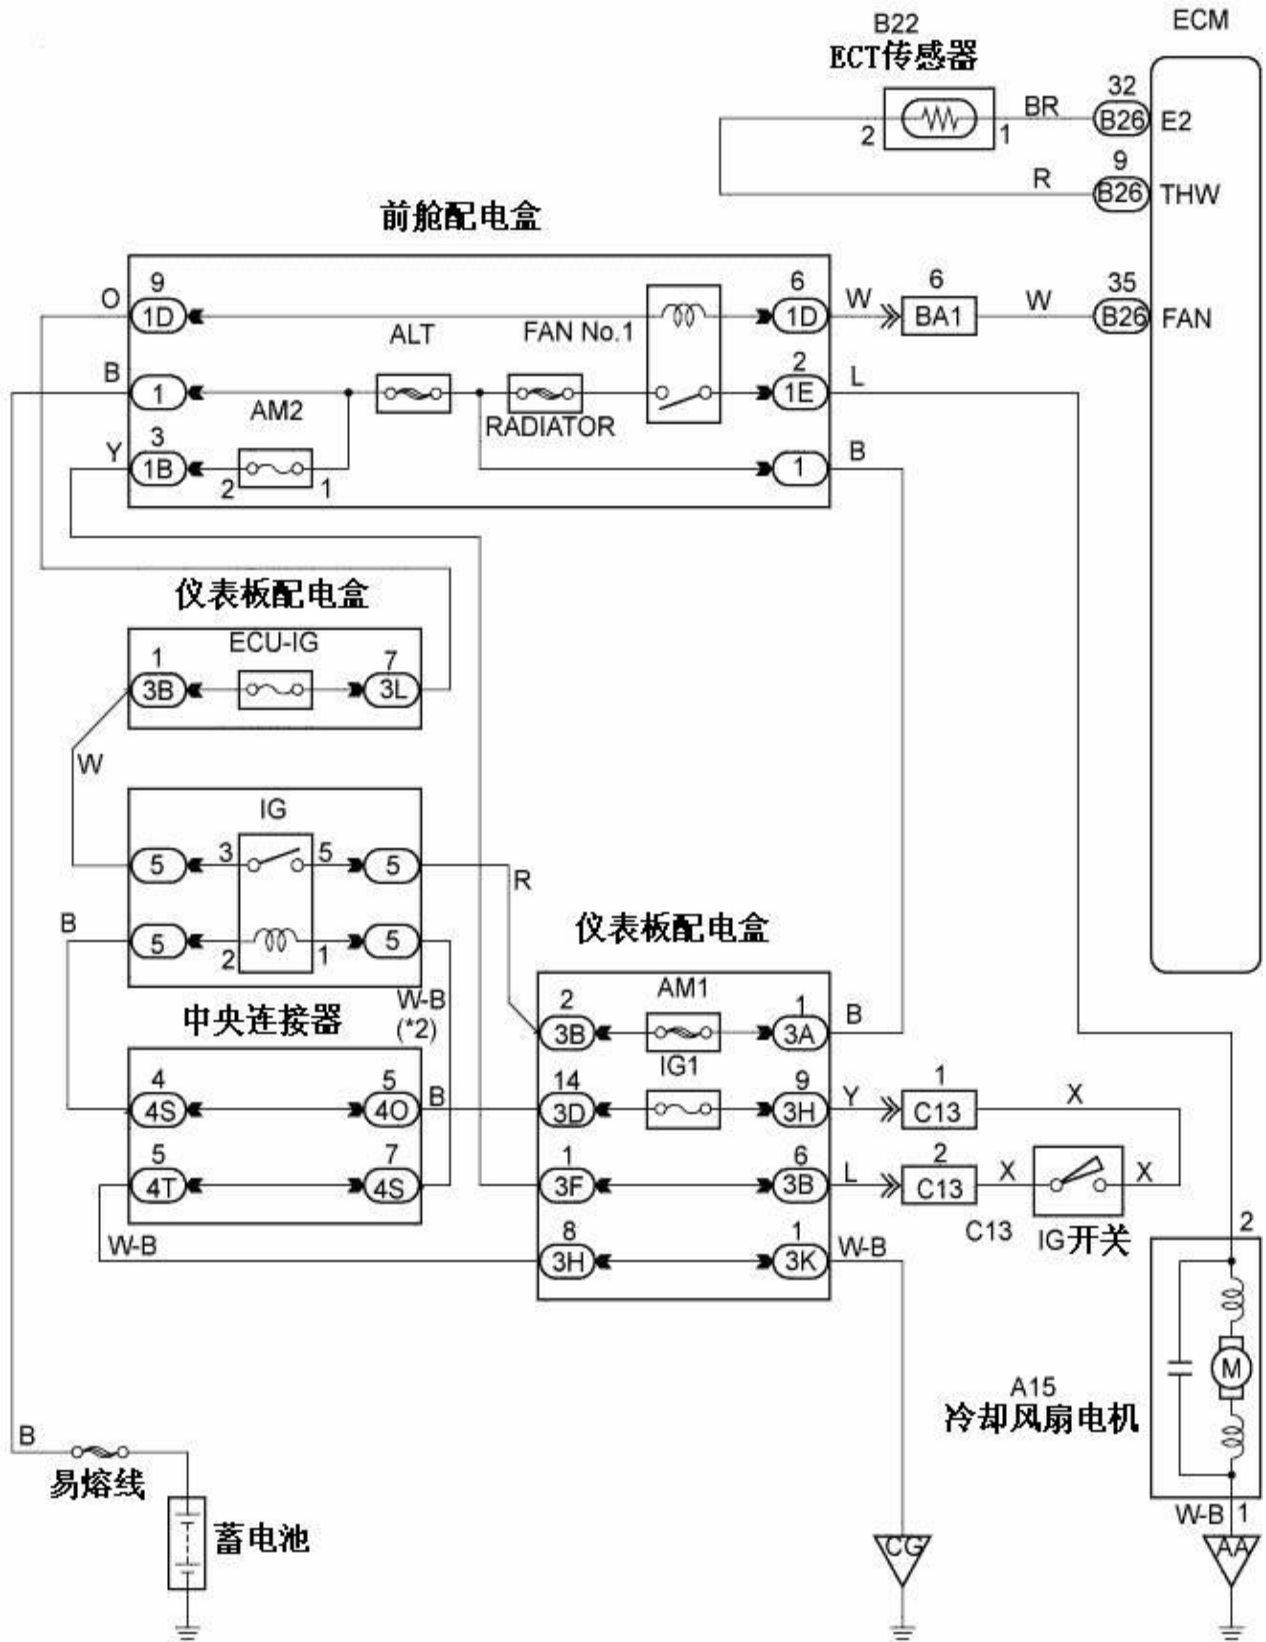 B22
ECM
ECT传感器
32
2
1
BR
B26
E2
9
R
B26
THW
前舱配电盒
9
6
6
35
O
1D
1D
W
BA1
W
B26
FAN
ALT
FAN No.1
2
B
1
1E
L
AM2
RADIATOR
3
Y
1B
2
1
1
B
仪表板配电盒
ECU-IG
1
7
3B
3L
W
IG
5
3
5
5
R
B
5
2
1
5
仪表板配电盒
W-B
(*2)
中央连接器
AM1
2
1
3B
3A
B
IG1
4
5
14
9
1
4S
4O
B
3D
3H
Y
C13
X
5
7
1
6
2
4T
4S
3F
3B
L
C13
X
X
C13
IG开关
W-B
8
1
3H
3K
W-B
2
M
A15
冷却风扇电机
B
易熔线
W-B
1
蓄电池
CG
AA